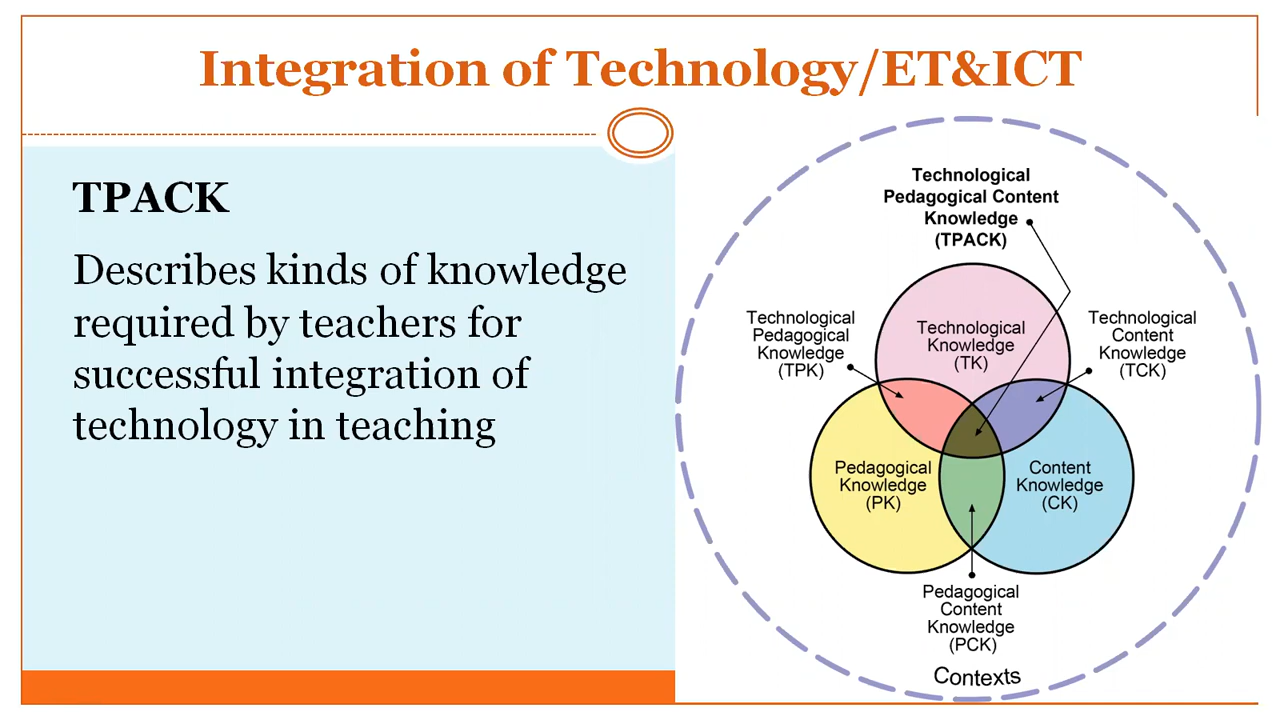 Integration of Technology/ET&ICT
TPACK
Describes kinds of knowledge
required by teachers for
successful integration of
technology in teaching
Technological
Pedagogical Content
Knowledge
(TPACK)
Technological
Pedagogical
Knowledge
(TPK)
Technological
Knowledge
(TK)
Technological
Content
Knowledge
(TCK)
Pedagogical
Knowledge
(PK)
Content
Knowledge
(CK)
Pedagogical
Content
Knowledge
(PCK)
Contexts